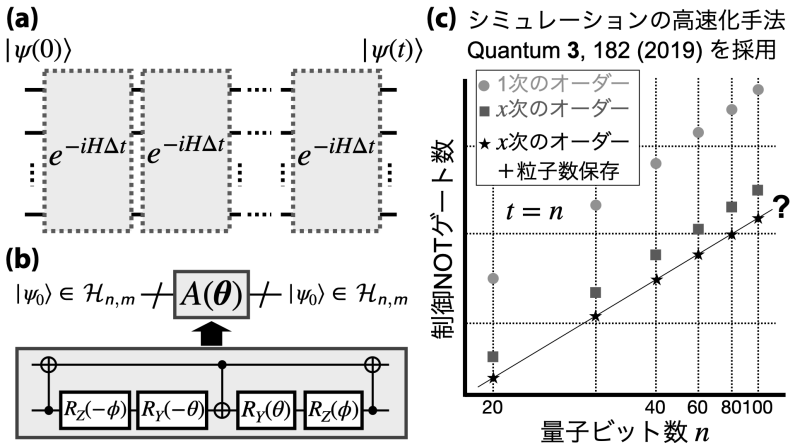 (a)
|ψ(0)⟩ |ψ(t)⟩
e^{-iHΔt} e^{-iHΔt} e^{-iHΔt}
(b)
|ψ₀⟩ ∈ ℋ_{n,m} A(θ) |ψ₀⟩ ∈ ℋ_{n,m}
R_Z(−ϕ) R_Y(−θ) R_Y(θ) R_Z(ϕ)
(c) シミュレーションの高速化手法
Quantum 3, 182 (2019) を採用
1次のオーダー
x次のオーダー
x次のオーダー
＋粒子数保存
t = n
?
制御NOTゲート数
20 40 60 80 100
量子ビット数 n